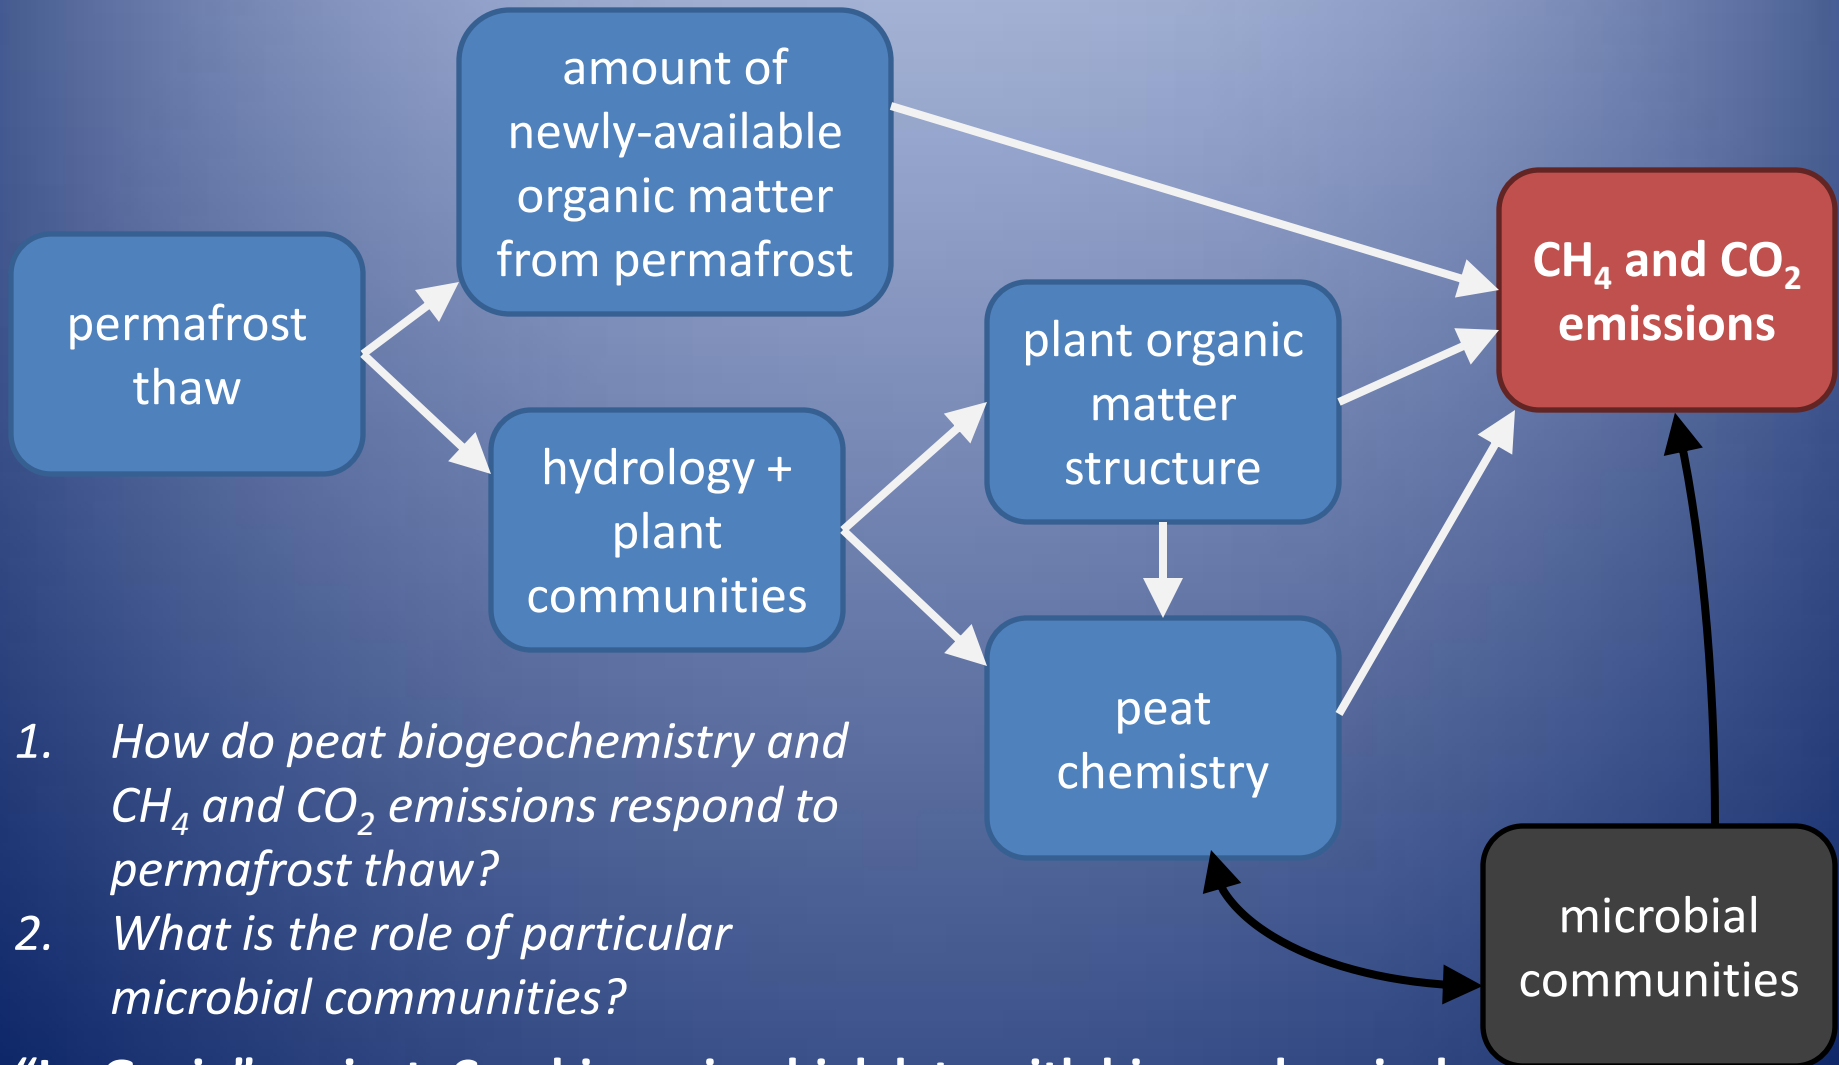 amount of
newly-available
organic matter
from permafrost
permafrost
thaw
CH₄ and CO₂
emissions
plant organic
matter
structure
hydrology +
plant
communities
peat
chemistry
1. How do peat biogeochemistry and
CH₄ and CO₂ emissions respond to
permafrost thaw?
2. What is the role of particular
microbial communities?
microbial
communities